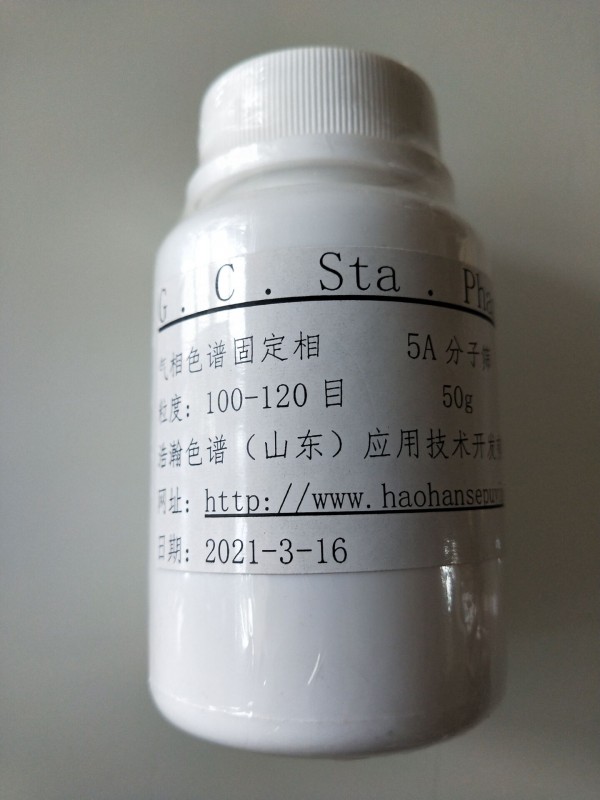 G . C . Sta . Pha
气相色谱固定相 5A 分子筛
粒度: 100-120 目 50g
浩瀚色谱（山东）应用技术开发
网址: http://www.haohansepu
日期: 2021-3-16